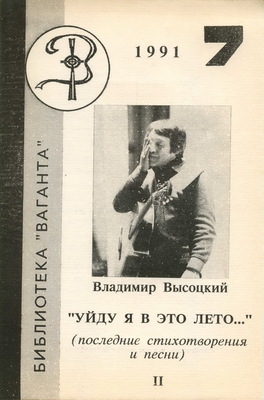 1991
7
БИБЛИОТЕКА "ВАГАНТА"
Владимир Высоцкий
"УЙДУ Я В ЭТО ЛЕТО..."
(последние стихотворения
и песни)
II